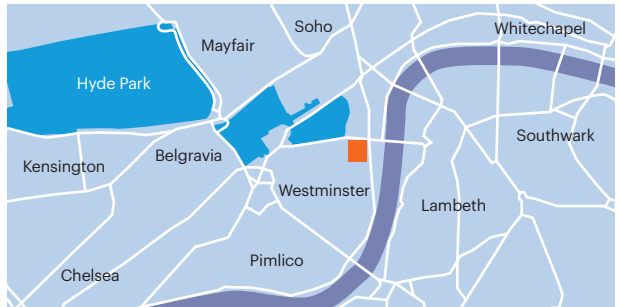 Soho
Whitechapel
Mayfair
Hyde Park
Southwark
Belgravia
Kensington
Westminster
Lambeth
Pimlico
Chelsea